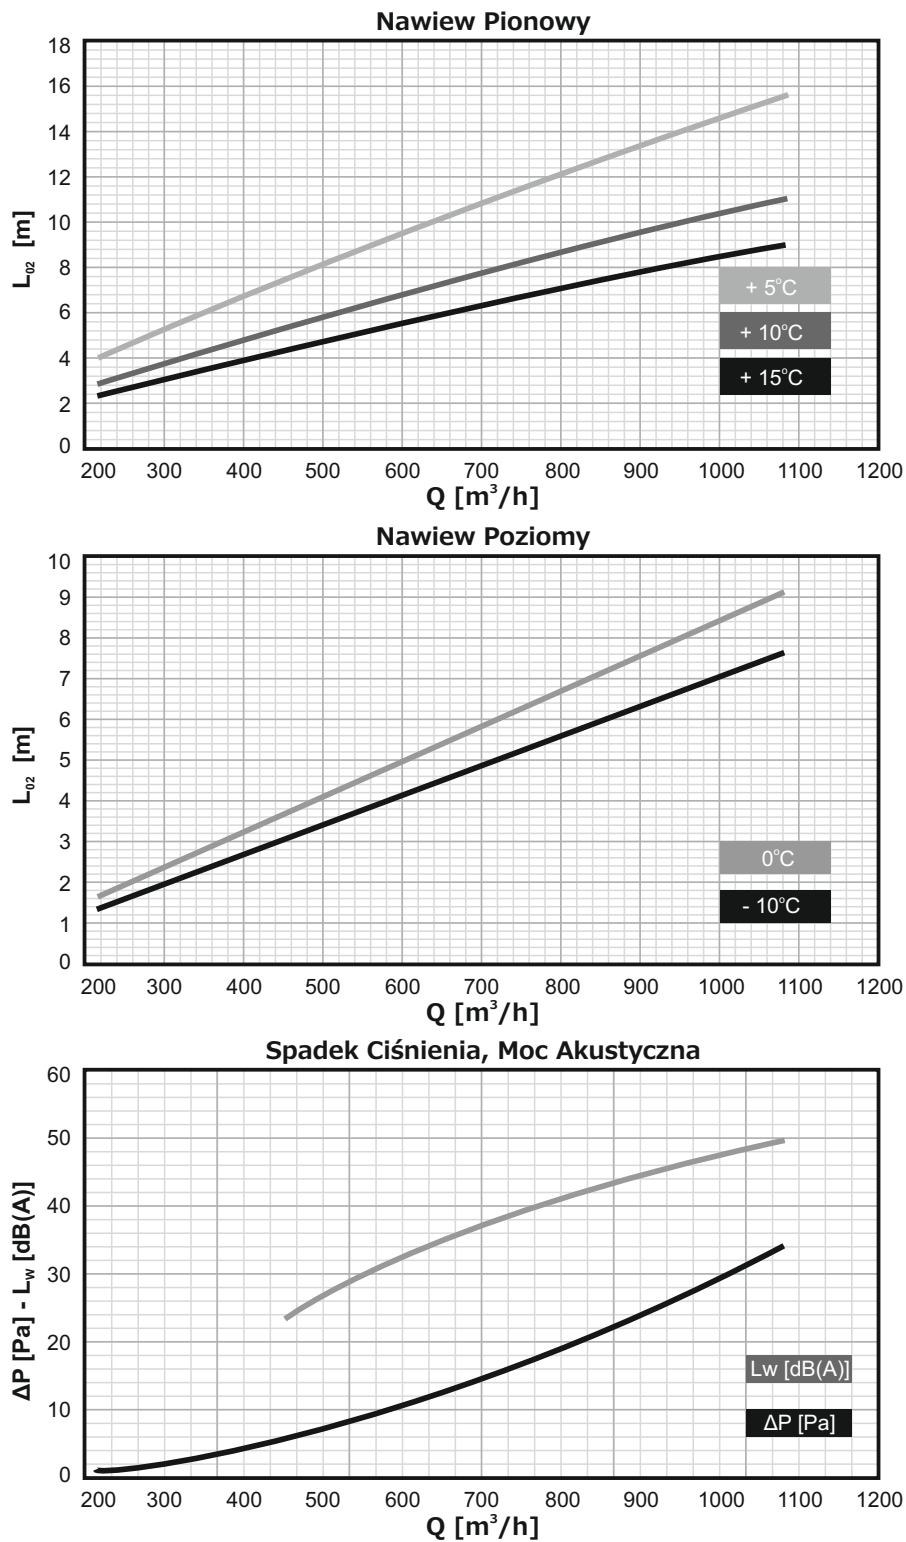 Nawiew Pionowy
18
16
14
12
10
8
6
4
2
0
L₀₂ [m]
+ 5°C
+ 10°C
+ 15°C
200 300 400 500 600 700 800 900 1000 1100 1200
Q [m³/h]
Nawiew Poziomy
10
9
8
7
6
5
4
3
2
1
0
L₀₂ [m]
0°C
- 10°C
200 300 400 500 600 700 800 900 1000 1100 1200
Q [m³/h]
Spadek Ciśnienia, Moc Akustyczna
60
50
40
30
20
10
0
ΔP [Pa] - Lw [dB(A)]
Lw [dB(A)]
ΔP [Pa]
200 300 400 500 600 700 800 900 1000 1100 1200
Q [m³/h]